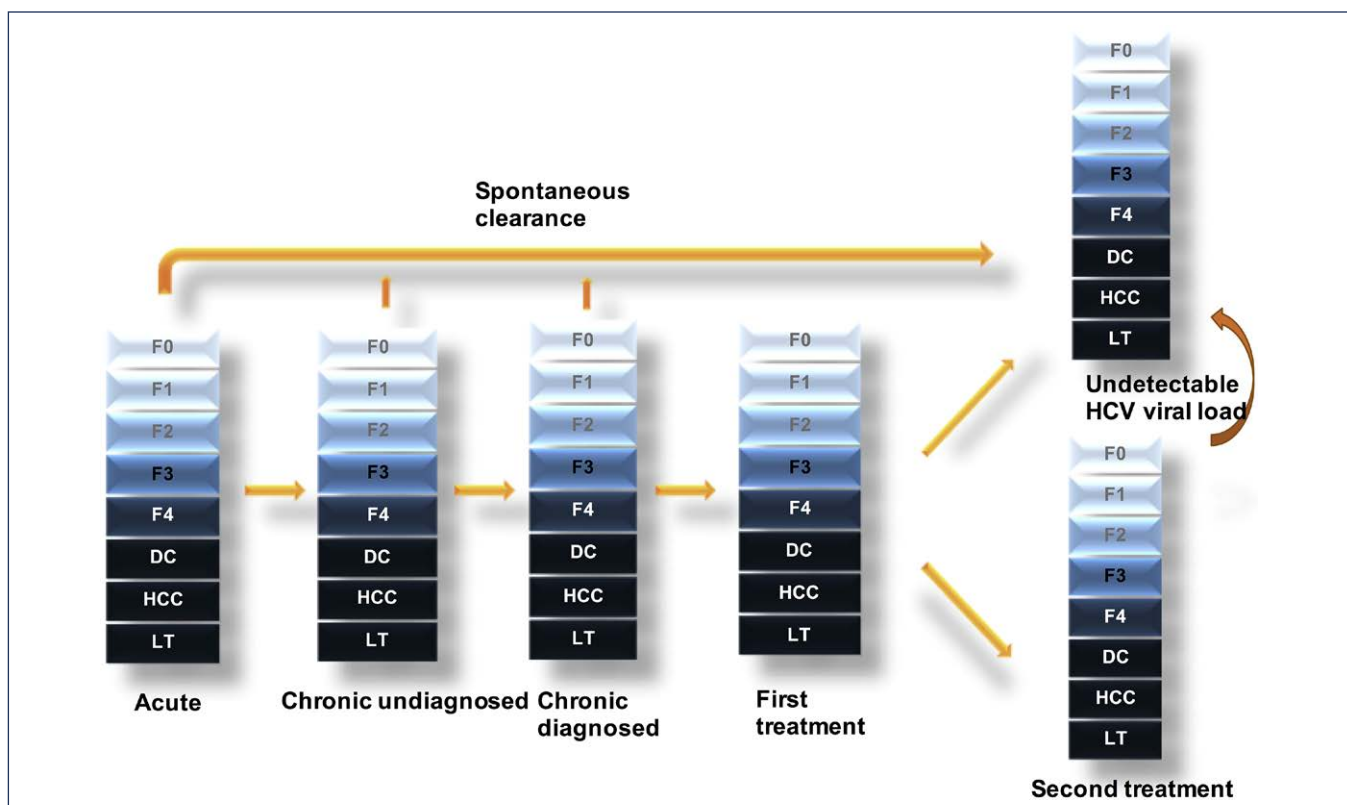 Spontaneous
clearance
F0
F1
F2
F3
F4
DC
HCC
LT
Acute
F0
F1
F2
F3
F4
DC
HCC
LT
Chronic undiagnosed
F0
F1
F2
F3
F4
DC
HCC
LT
Chronic
diagnosed
F0
F1
F2
F3
F4
DC
HCC
LT
First
treatment
F0
F1
F2
F3
F4
DC
HCC
LT
Undetectable
HCV viral load
F0
F1
F2
F3
F4
DC
HCC
LT
Second treatment